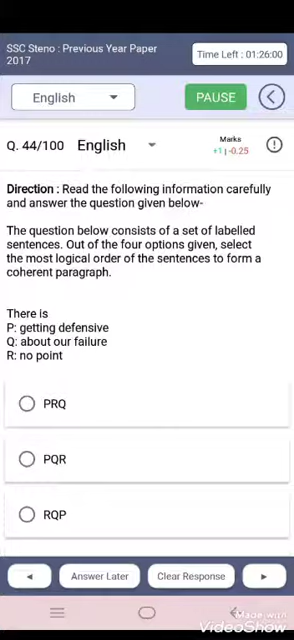 SSC Steno : Previous Year Paper
2017
Time Left : 01:26:00
English
PAUSE
Q. 44/100
English
Marks
+1 | -0.25
Direction : Read the following information carefully
and answer the question given below-
The question below consists of a set of labelled
sentences. Out of the four options given, select
the most logical order of the sentences to form a
coherent paragraph.
There is
P: getting defensive
Q: about our failure
R: no point
PRQ
PQR
RQP
Answer Later
Clear Response
Made with
VideoShow